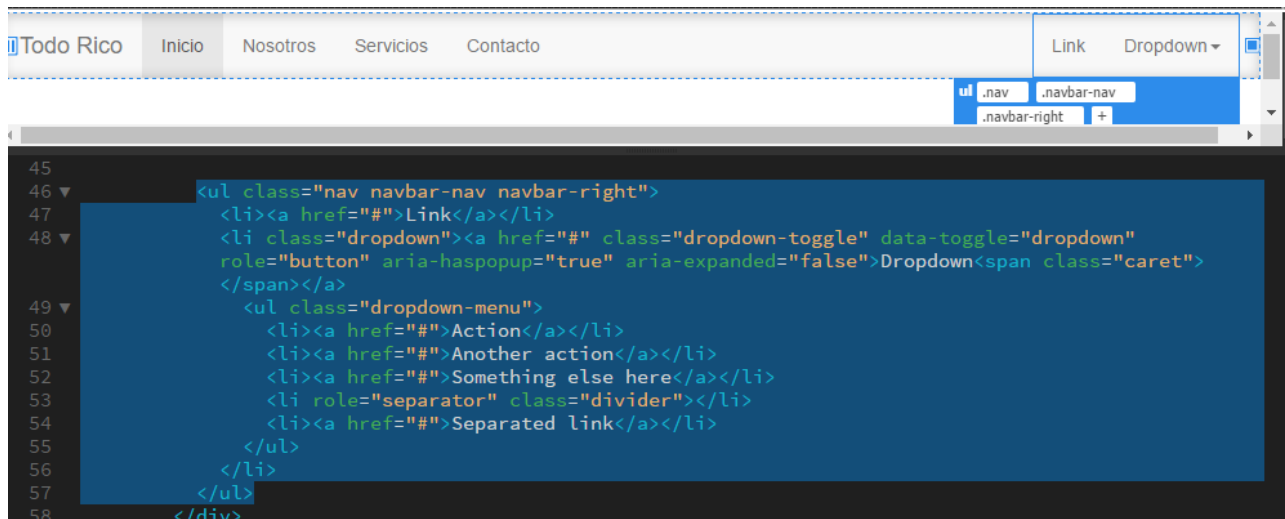 Todo Rico Inicio Nosotros Servicios Contacto Link Dropdown
ul .nav .navbar-nav
.navbar-right +
45
46 <ul class="nav navbar-nav navbar-right">
47 <li><a href="#">Link</a></li>
48 <li class="dropdown"><a href="#" class="dropdown-toggle" data-toggle="dropdown"
role="button" aria-haspopup="true" aria-expanded="false">Dropdown<span class="caret">
</span></a>
49 <ul class="dropdown-menu">
50 <li><a href="#">Action</a></li>
51 <li><a href="#">Another action</a></li>
52 <li><a href="#">Something else here</a></li>
53 <li role="separator" class="divider"></li>
54 <li><a href="#">Separated link</a></li>
55 </ul>
56 </li>
57 </ul>
58 </div>